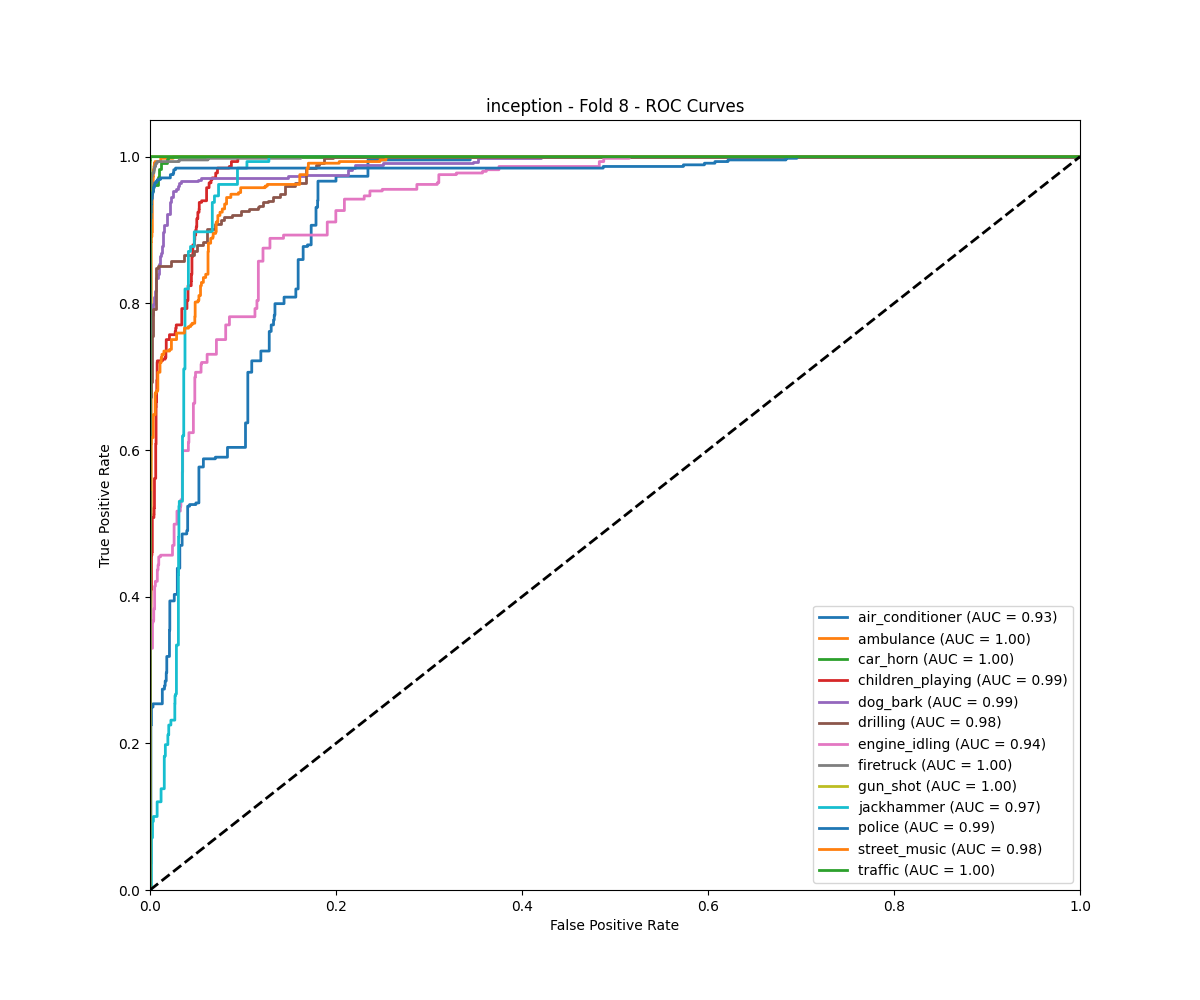 inception - Fold 8 - ROC Curves
1.0
0.8
0.6
0.4
0.2
0.0
True Positive Rate
0.0 0.2 0.4 0.6 0.8 1.0
False Positive Rate
air_conditioner (AUC = 0.93)
ambulance (AUC = 1.00)
car_horn (AUC = 1.00)
children_playing (AUC = 0.99)
dog_bark (AUC = 0.99)
drilling (AUC = 0.98)
engine_idling (AUC = 0.94)
firetruck (AUC = 1.00)
gun_shot (AUC = 1.00)
jackhammer (AUC = 0.97)
police (AUC = 0.99)
street_music (AUC = 0.98)
traffic (AUC = 1.00)